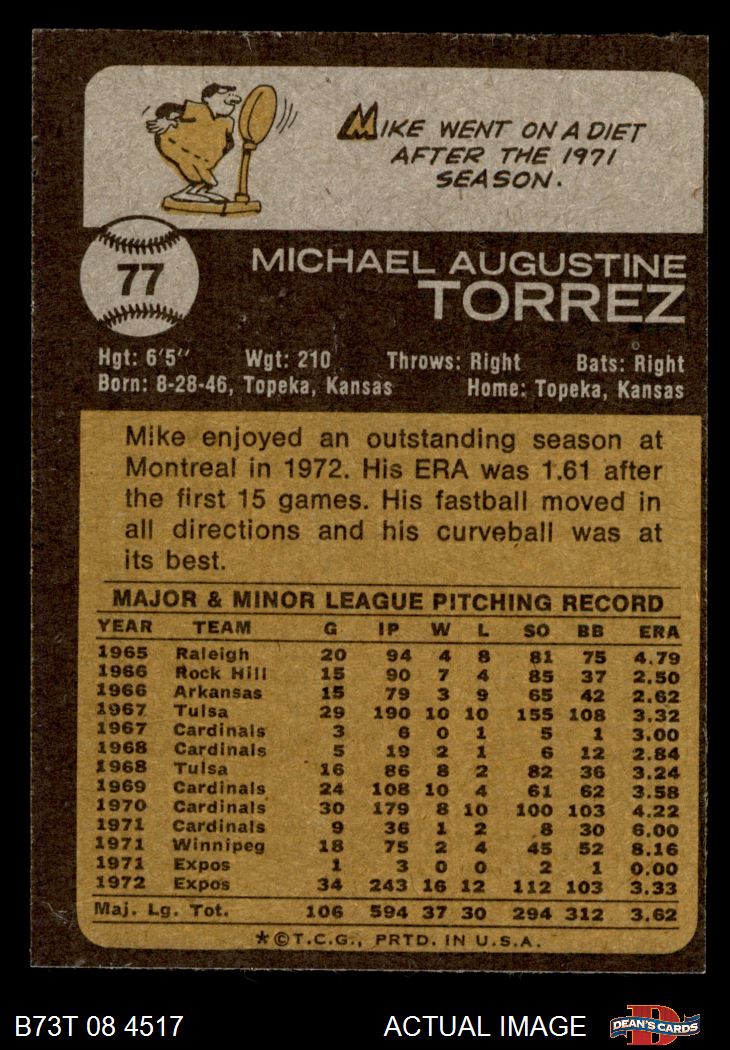 MIKE WENT ON A DIET
AFTER THE 1971
SEASON.
77
MICHAEL AUGUSTINE
TORREZ
Hgt: 6'5" Wgt: 210 Throws: Right Bats: Right
Born: 8-28-46, Topeka, Kansas Home: Topeka, Kansas
Mike enjoyed an outstanding season at
Montreal in 1972. His ERA was 1.61 after
the first 15 games. His fastball moved in
all directions and his curveball was at
its best.
MAJOR & MINOR LEAGUE PITCHING RECORD
YEAR TEAM G IP W L SO BB ERA
1965 Raleigh 20 94 4 8 81 75 4.79
1966 Rock Hill 15 90 7 4 85 37 2.50
1966 Arkansas 15 79 3 9 65 42 2.62
1967 Tulsa 29 190 10 10 155 108 3.32
1967 Cardinals 3 6 0 1 5 1 3.00
1968 Cardinals 5 19 2 1 6 12 2.84
1968 Tulsa 16 86 8 2 82 36 3.24
1969 Cardinals 24 108 10 4 61 62 3.58
1970 Cardinals 30 179 8 10 100 103 4.22
1971 Cardinals 9 36 1 2 8 30 6.00
1971 Winnipeg 18 75 2 4 45 52 8.16
1971 Expos 1 3 0 0 2 1 0.00
1972 Expos 34 243 16 12 112 103 3.33
Maj. Lg. Tot. 106 594 37 30 294 312 3.62
*©T.C.G., PRTD. IN U.S.A.
B73T 08 4517 ACTUAL IMAGE DEAN'S CARDS